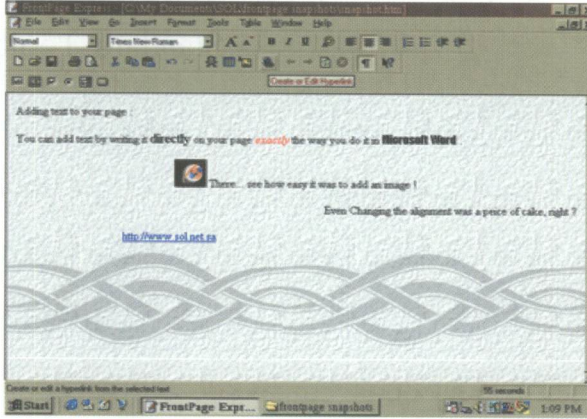 FrontPage Express - [C:\My Documents\SOL\frontpage snapshots\snapshot.htm]
File Edit View Go Insert Format Tools Table Window Help
Normal Times New Roman
Create or Edit Hyperlink
Adding text to your page :
You can add text by writing it directly on your page exactly the way you do it in Microsoft Word
There... see how easy it was to add an image !
Even Changing the alignment was a peice of cake, right ?
http://www.sol.net.sa
Create or edit a hyperlink from the selected text
55 seconds
Start FrontPage Expr... frontpage snapshots 1:09 PM